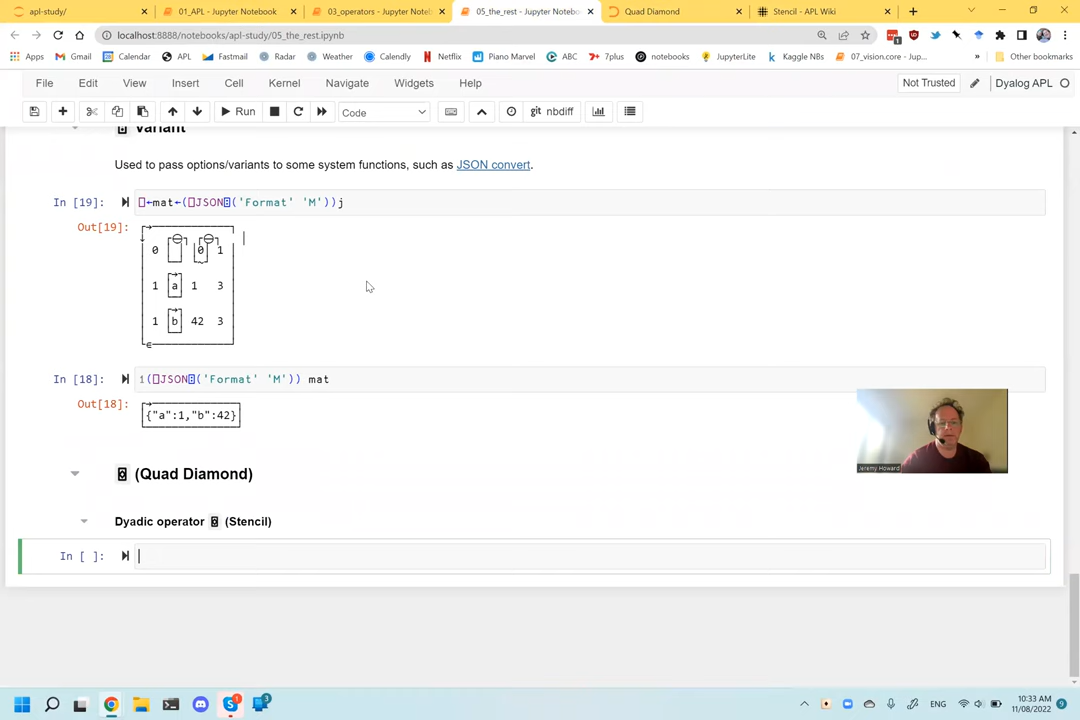 apl-study/
01_APL - Jupyter Notebook
03_operators - Jupyter Noteb
05_the_rest - Jupyter Notebo
Quad Diamond
Stencil - APL Wiki
localhost:8888/notebooks/apl-study/05_the_rest.ipynb
Apps
Gmail
Calendar
APL
Fastmail
Radar
Weather
Calendly
Netflix
Piano Marvel
ABC
7plus
notebooks
JupyterLite
Kaggle NBs
07_vision.core - Jup...
»
Other bookmarks
File
Edit
View
Insert
Cell
Kernel
Navigate
Widgets
Help
Not Trusted
Dyalog APL
Run
Code
git nbdiff
Variant
Used to pass options/variants to some system functions, such as JSON convert.
In [19]:
⎕←mat←(⎕JSON⍠('Format' 'M'))j
Out[19]:
0 0 1
1 a 1 3
1 b 42 3
In [18]:
1(⎕JSON⍠('Format' 'M')) mat
Out[18]:
{"a":1,"b":42}
⌺ (Quad Diamond)
Dyadic operator ⌺ (Stencil)
In [ ]:
Jeremy Howard
ENG
10:33 AM
11/08/2022